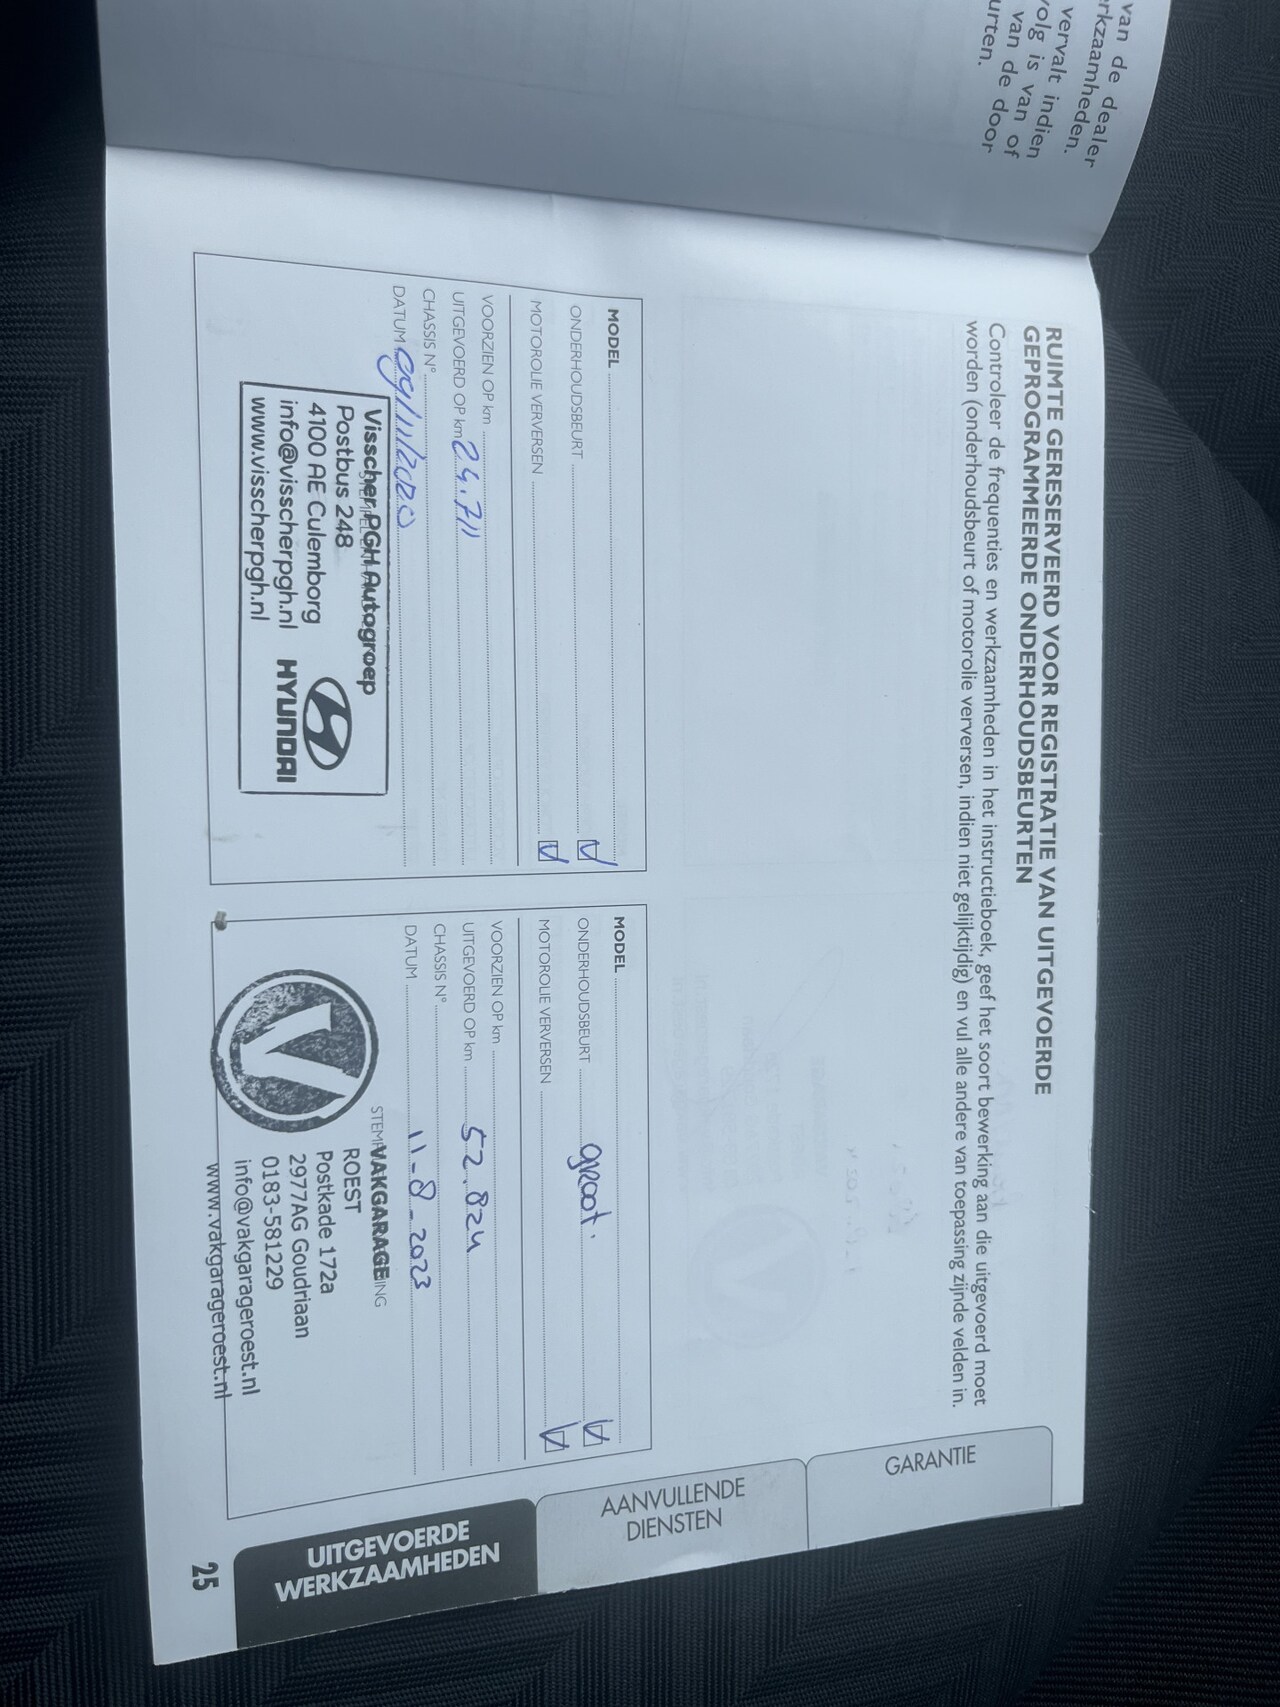 van de dealer
rkzaamheden.
vervalt indien
volg is van of
van de door
urten.
RUIMTE GERESERVEERD VOOR REGISTRATIE VAN UITGEVOERDE
GEPROGRAMMEERDE ONDERHOUDSBEURTEN
Controleer de frequenties en werkzaamheden in het instructieboek, geef het soort bewerking aan die uitgevoerd moet
worden (onderhoudsbeurt of motorolie verversen, indien niet gelijktijdig) en vul alle andere van toepassing zijnde velden in.
MODEL
ONDERHOUDSBEURT
MOTOROLIE VERVERSEN
VOORZIEN OP km
UITGEVOERD OP km 24.711
CHASSIS N°
DATUM 09/11/2020
Visscher PGH Autogroep
Postbus 248
4100 AE Culemborg
info@visscherpgh.nl
www.visscherpgh.nl
HYUNDAI
MODEL
ONDERHOUDSBEURT groot.
MOTOROLIE VERVERSEN
VOORZIEN OP km
UITGEVOERD OP km 52.824
CHASSIS N°
DATUM 11-8-2023
V
VAKGARAGE
ROEST
Postkade 172a
2977AG Goudriaan
0183-581229
info@vakgarageroest.nl
www.vakgarageroest.nl
GARANTIE
AANVULLENDE
DIENSTEN
UITGEVOERDE
WERKZAAMHEDEN
25